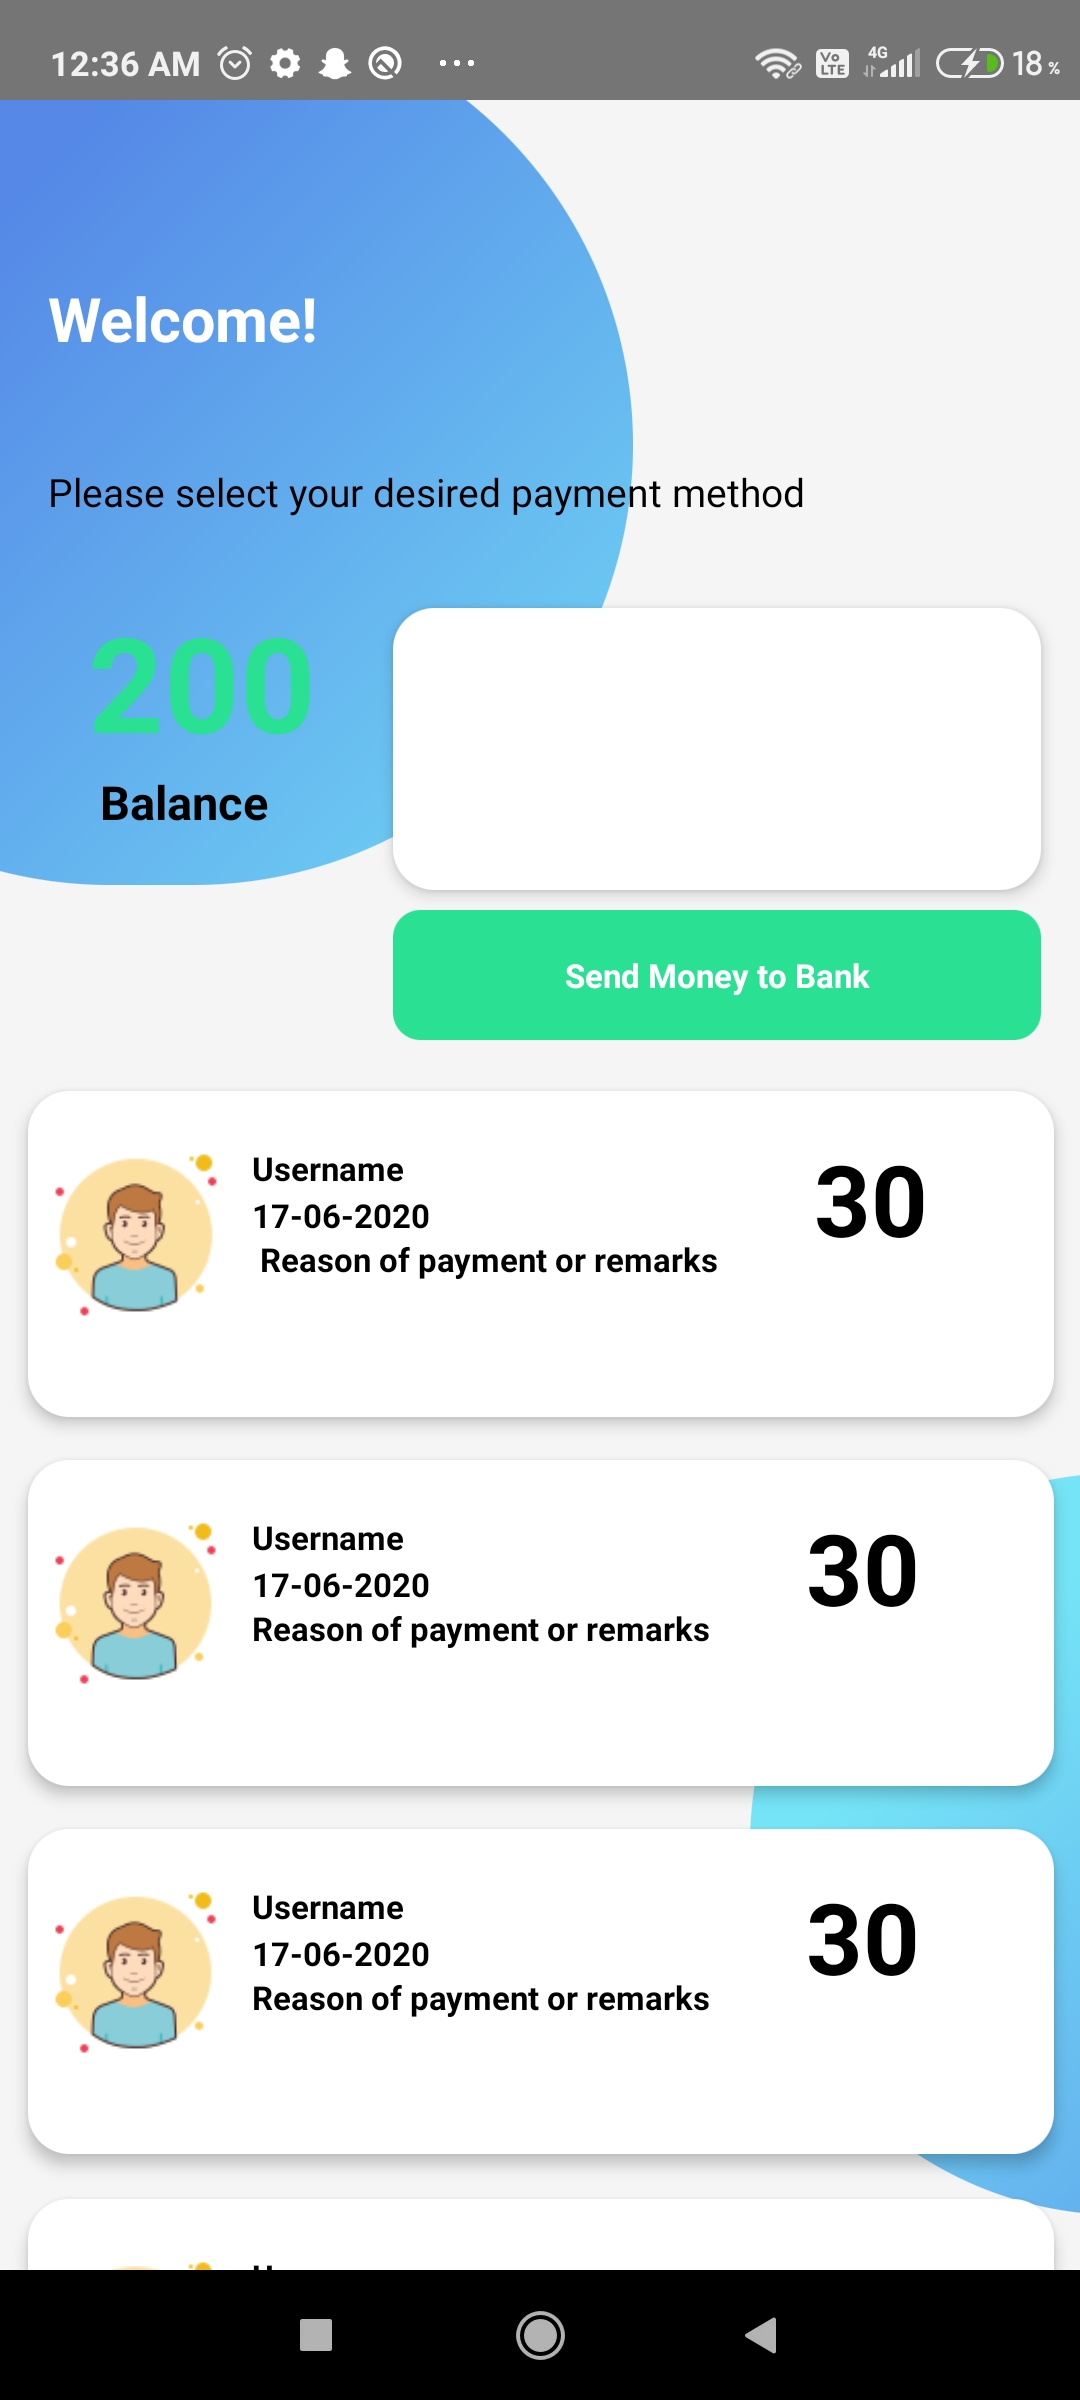 12:36 AM ... Vo LTE 4G 18 %
Welcome!
Please select your desired payment method
200
Balance
Send Money to Bank
Username
17-06-2020
Reason of payment or remarks
30
Username
17-06-2020
Reason of payment or remarks
30
Username
17-06-2020
Reason of payment or remarks
30